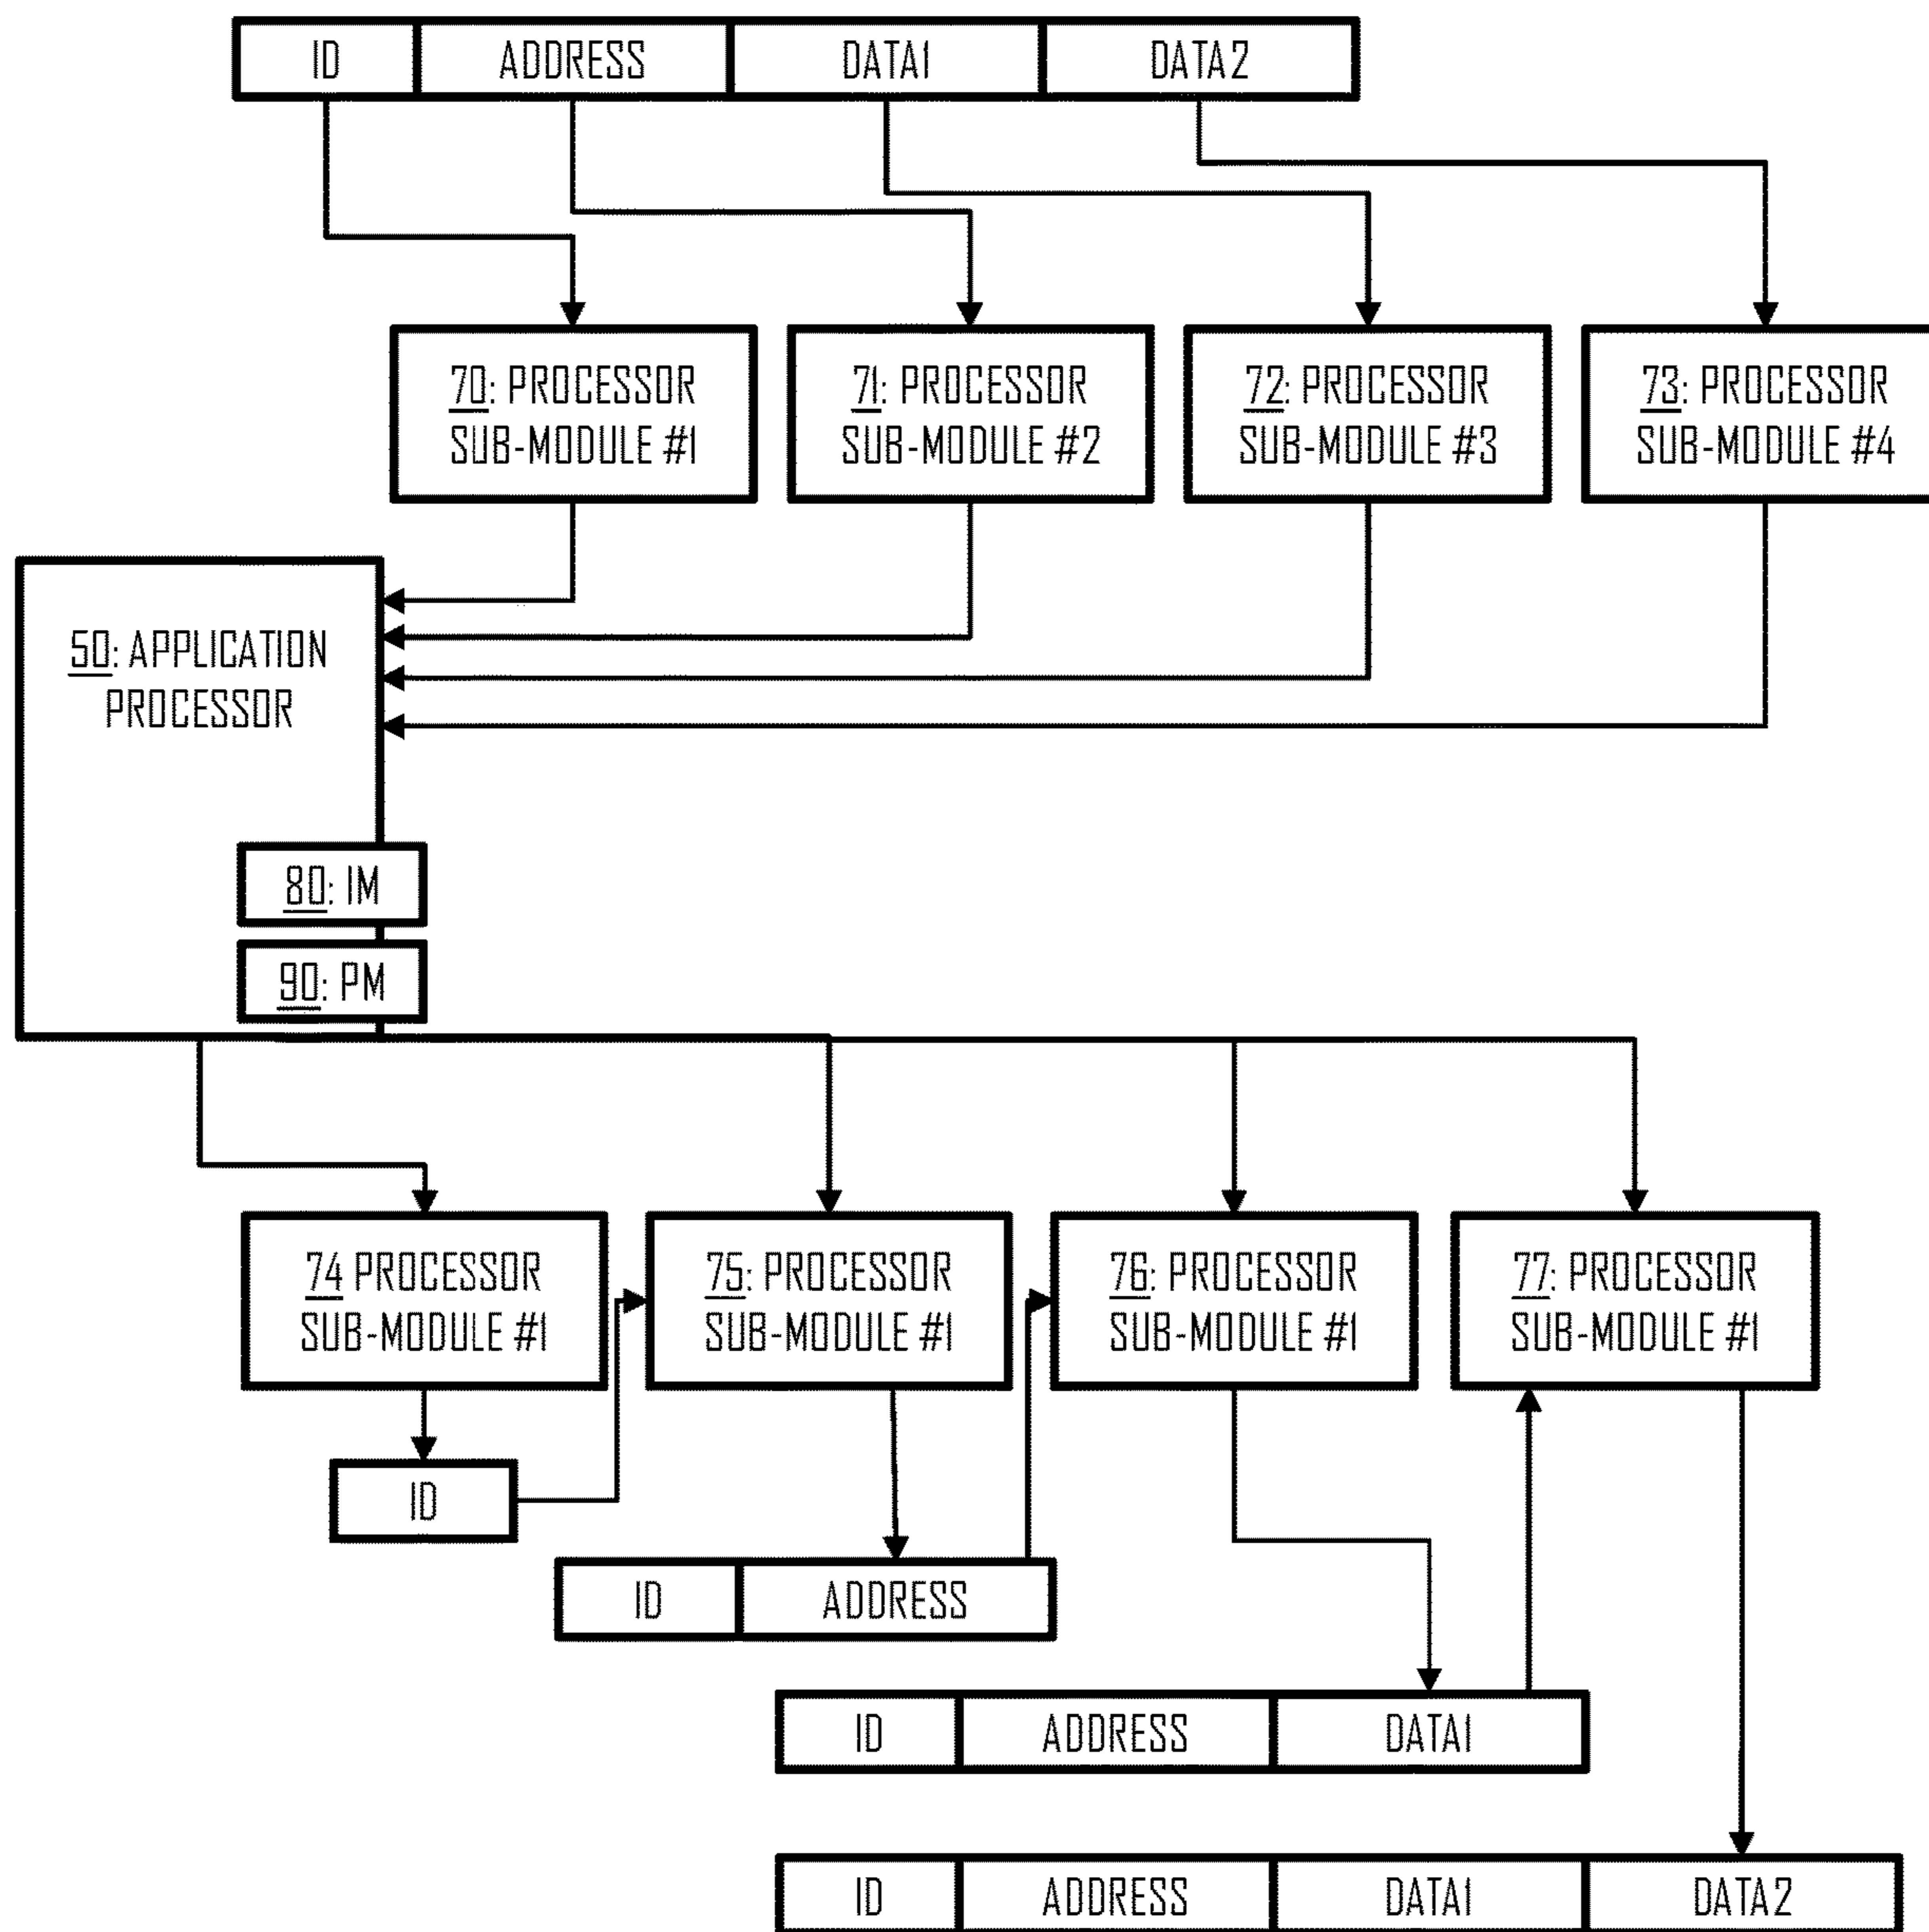 ID ADDRESS DATA1 DATA2
70: PROCESSOR
SUB-MODULE #1
71: PROCESSOR
SUB-MODULE #2
72: PROCESSOR
SUB-MODULE #3
73: PROCESSOR
SUB-MODULE #4
50: APPLICATION
PROCESSOR
80: IM
90: PM
74 PROCESSOR
SUB-MODULE #1
75: PROCESSOR
SUB-MODULE #1
76: PROCESSOR
SUB-MODULE #1
77: PROCESSOR
SUB-MODULE #1
ID
ID ADDRESS
ID ADDRESS DATA1
ID ADDRESS DATA1 DATA2